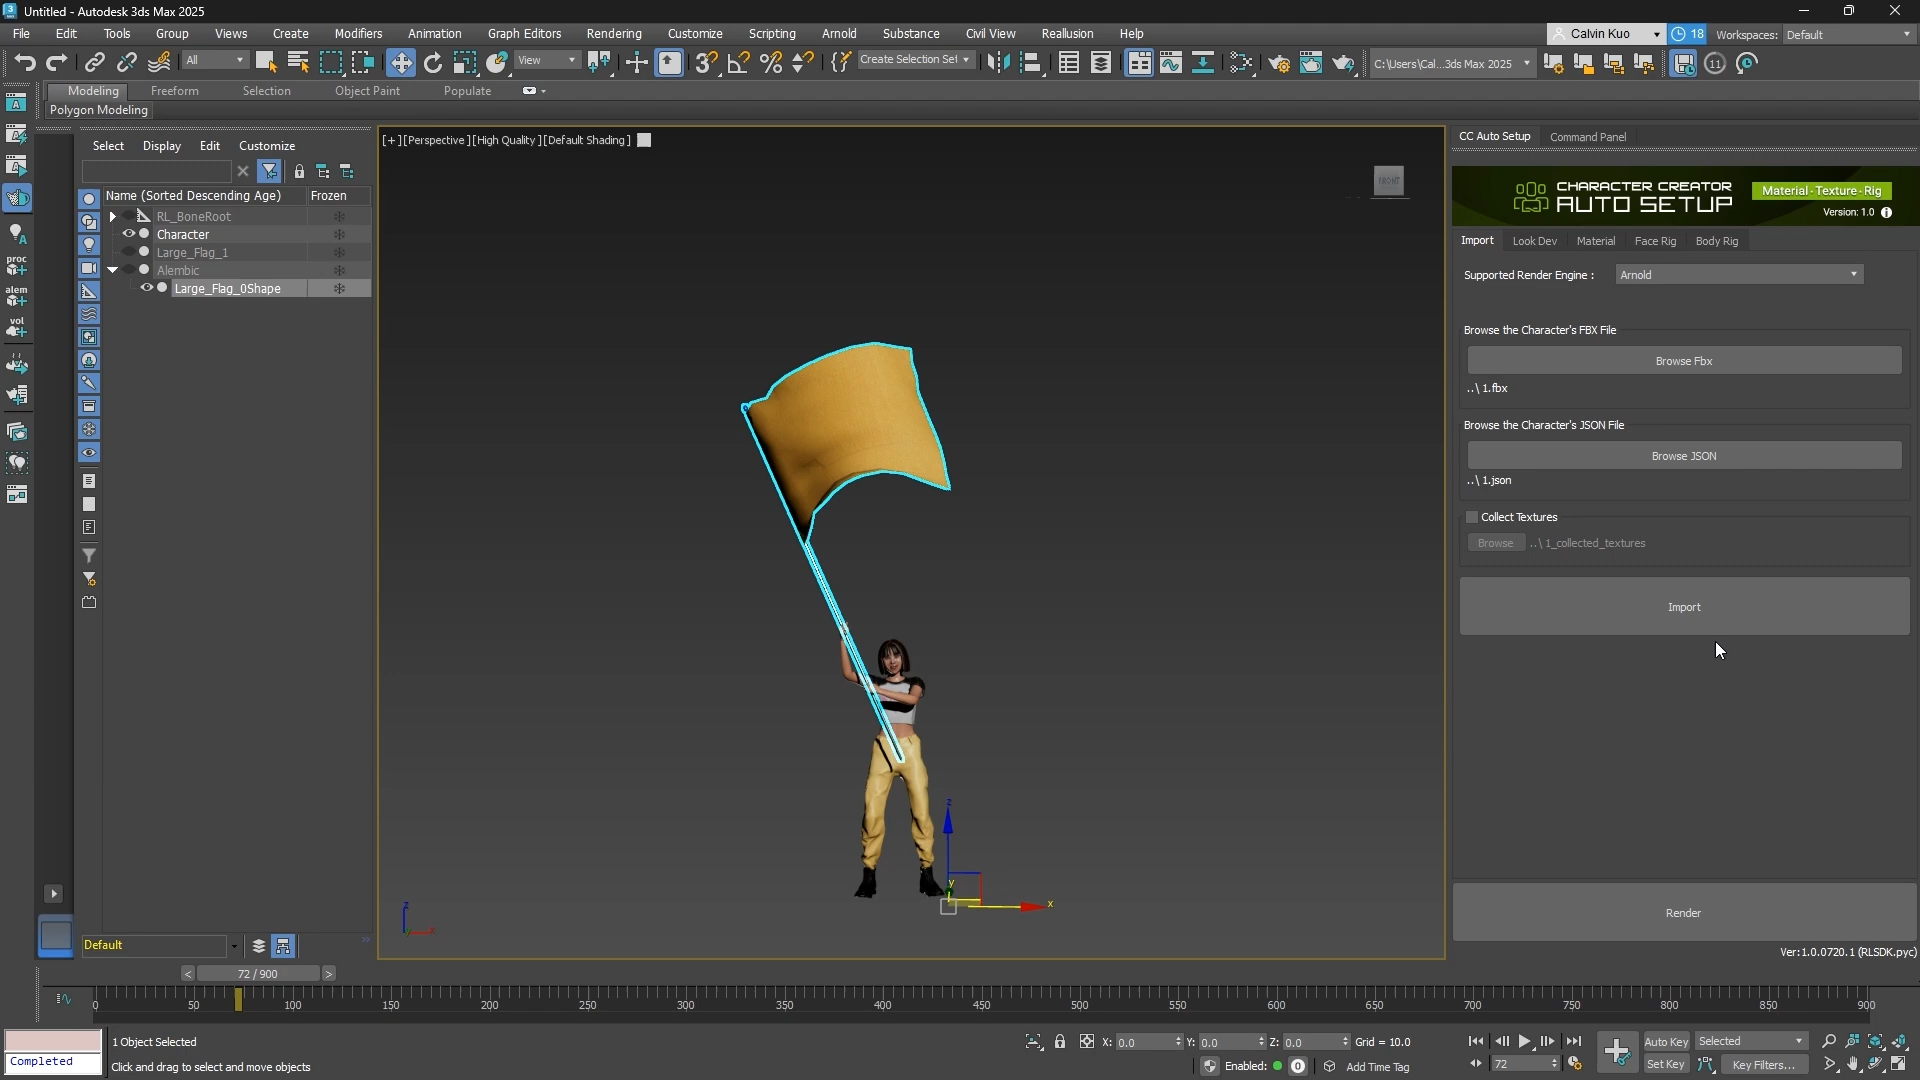 Untitled - Autodesk 3ds Max 2025
File Edit Tools Group Views Create Modifiers Animation Graph Editors Rendering Customize Scripting Arnold Substance Civil View Reallusion Help
Calvin Kuo 18 Workspaces: Default
All View Create Selection Set C:\Users\Cal...3ds Max 2025 11
Modeling Freeform Selection Object Paint Populate
Polygon Modeling
Select Display Edit Customize
Name (Sorted Descending Age) Frozen
RL_BoneRoot
Character
Large_Flag_1
Alembic
Large_Flag_0Shape
proc
alem
vol
[+][Perspective][High Quality][Default Shading]
FRONT
CC Auto Setup Command Panel
CHARACTER CREATOR
AUTO SETUP
Material·Texture·Rig
Version: 1.0
Import Look Dev Material Face Rig Body Rig
Supported Render Engine : Arnold
Browse the Character's FBX File
Browse Fbx
..\ 1.fbx
Browse the Character's JSON File
Browse JSON
..\ 1.json
Collect Textures
Browse ..\ 1_collected_textures
Import
Render
Ver:1.0.0720.1 (RLSDK.pyc)
z
y
x
z
Default
< 72 / 900 >
0 50 100 150 200 250 300 350 400 450 500 550 600 650 700 750 800 850 900
1 Object Selected
X: 0.0 Y: 0.0 Z: 0.0 Grid = 10.0
Auto Key Selected
Completed
Click and drag to select and move objects
Enabled: 0 Add Time Tag
72
Set Key Key Filters...